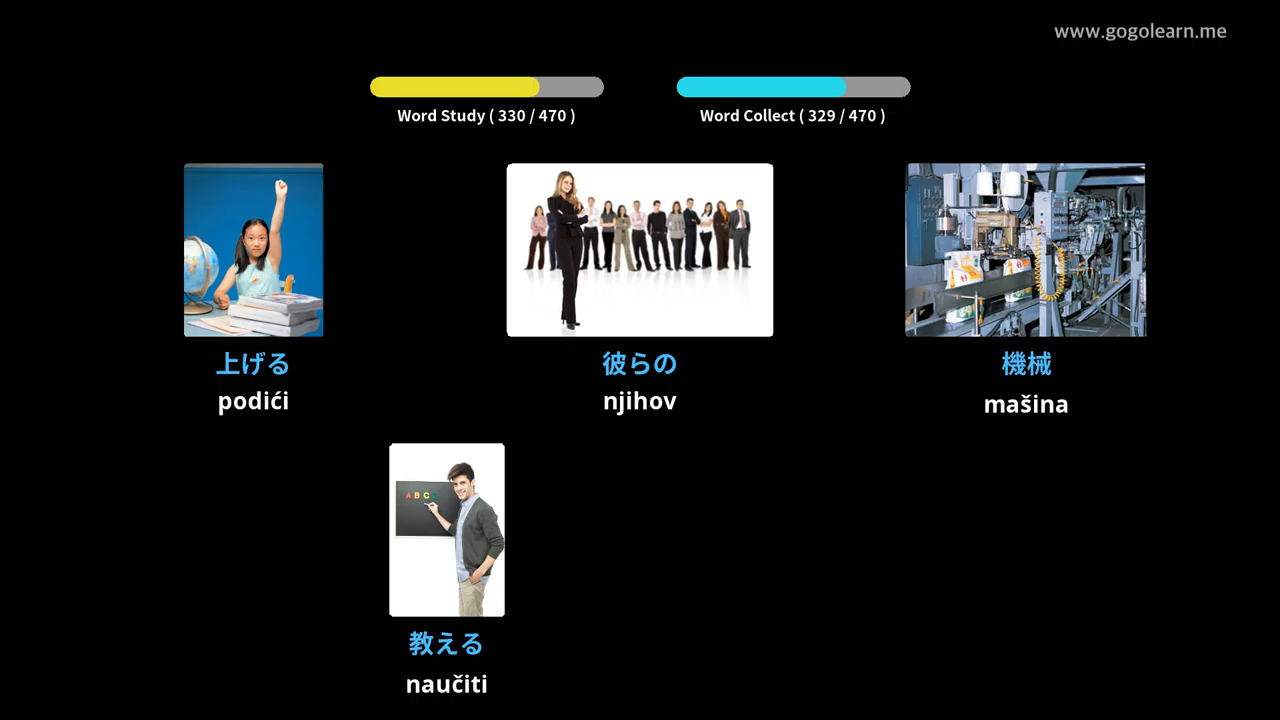 www.gogolearn.me
Word Study ( 330 / 470 )
Word Collect ( 329 / 470 )
上げる
podići
彼らの
njihov
機械
mašina
A B C
教える
naučiti